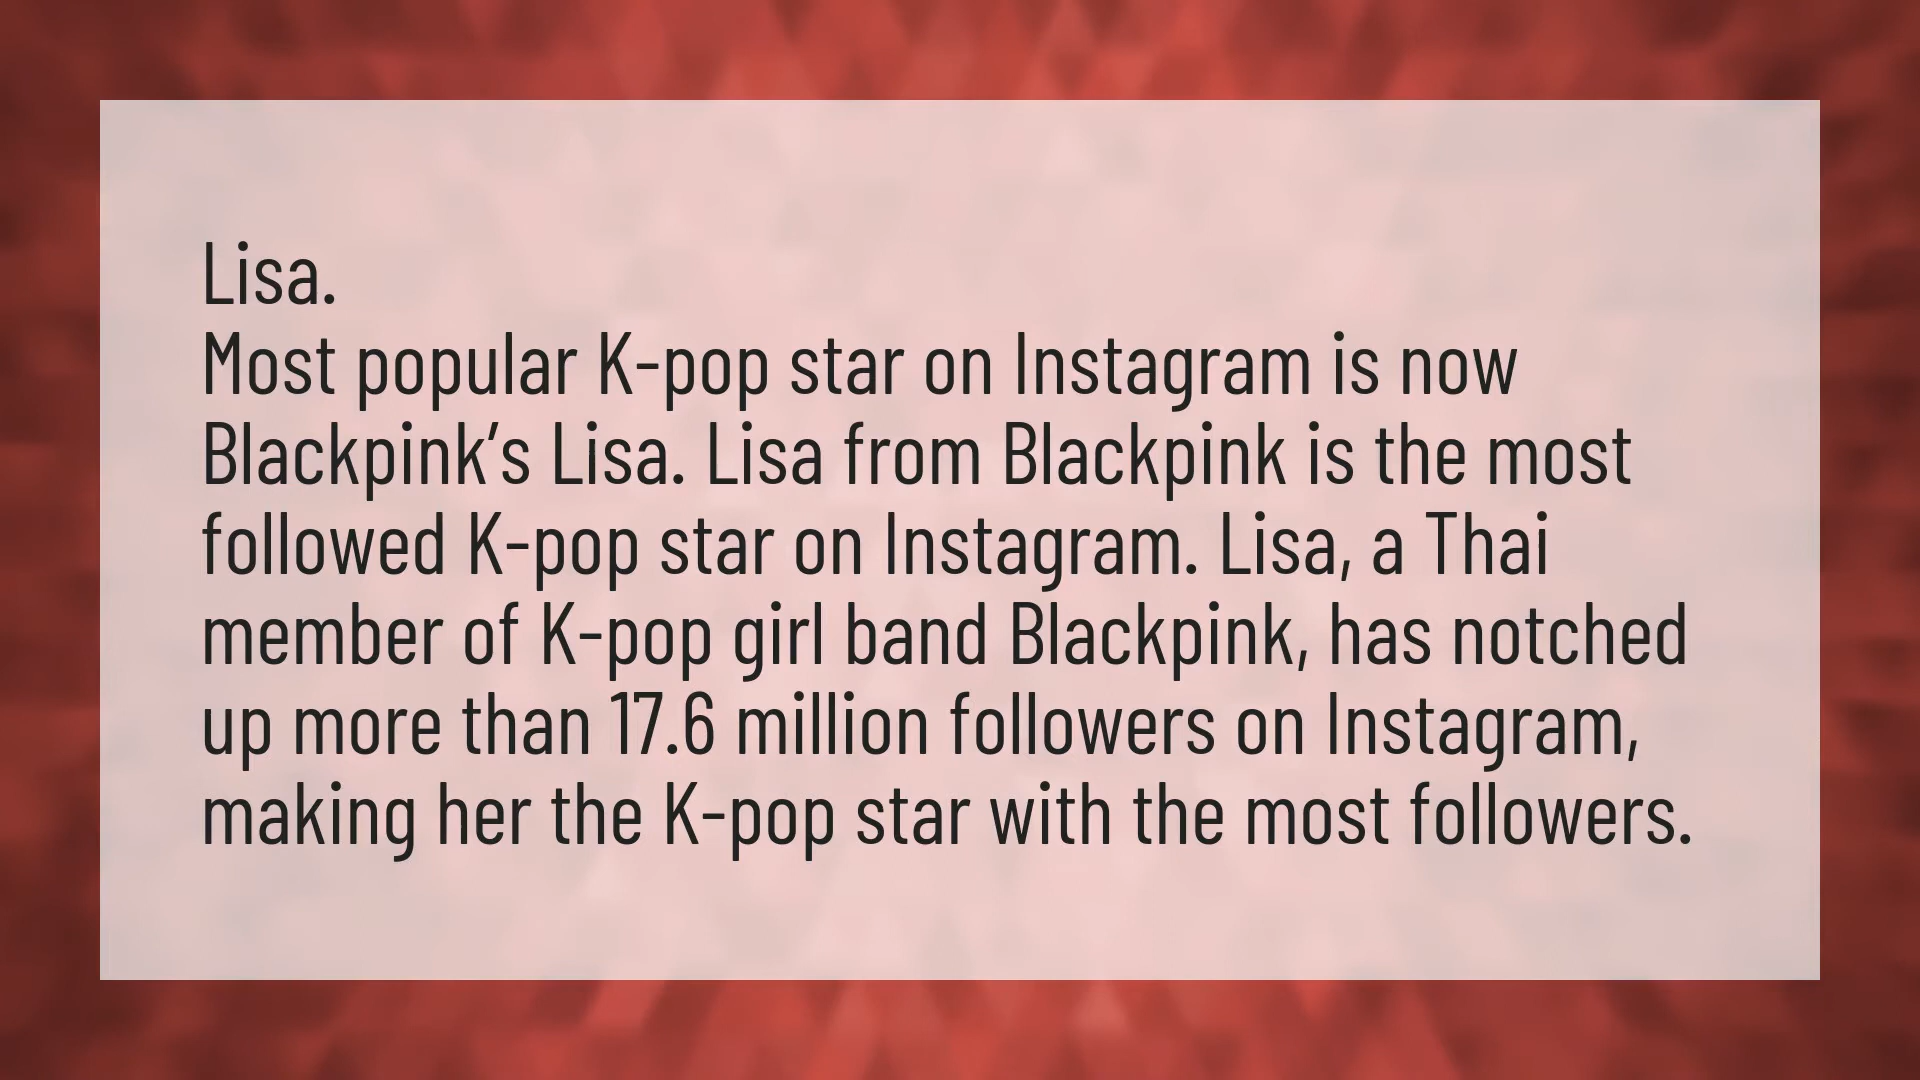 Lisa.
Most popular K-pop star on Instagram is now
Blackpink’s Lisa. Lisa from Blackpink is the most
followed K-pop star on Instagram. Lisa, a Thai
member of K-pop girl band Blackpink, has notched
up more than 17.6 million followers on Instagram,
making her the K-pop star with the most followers.